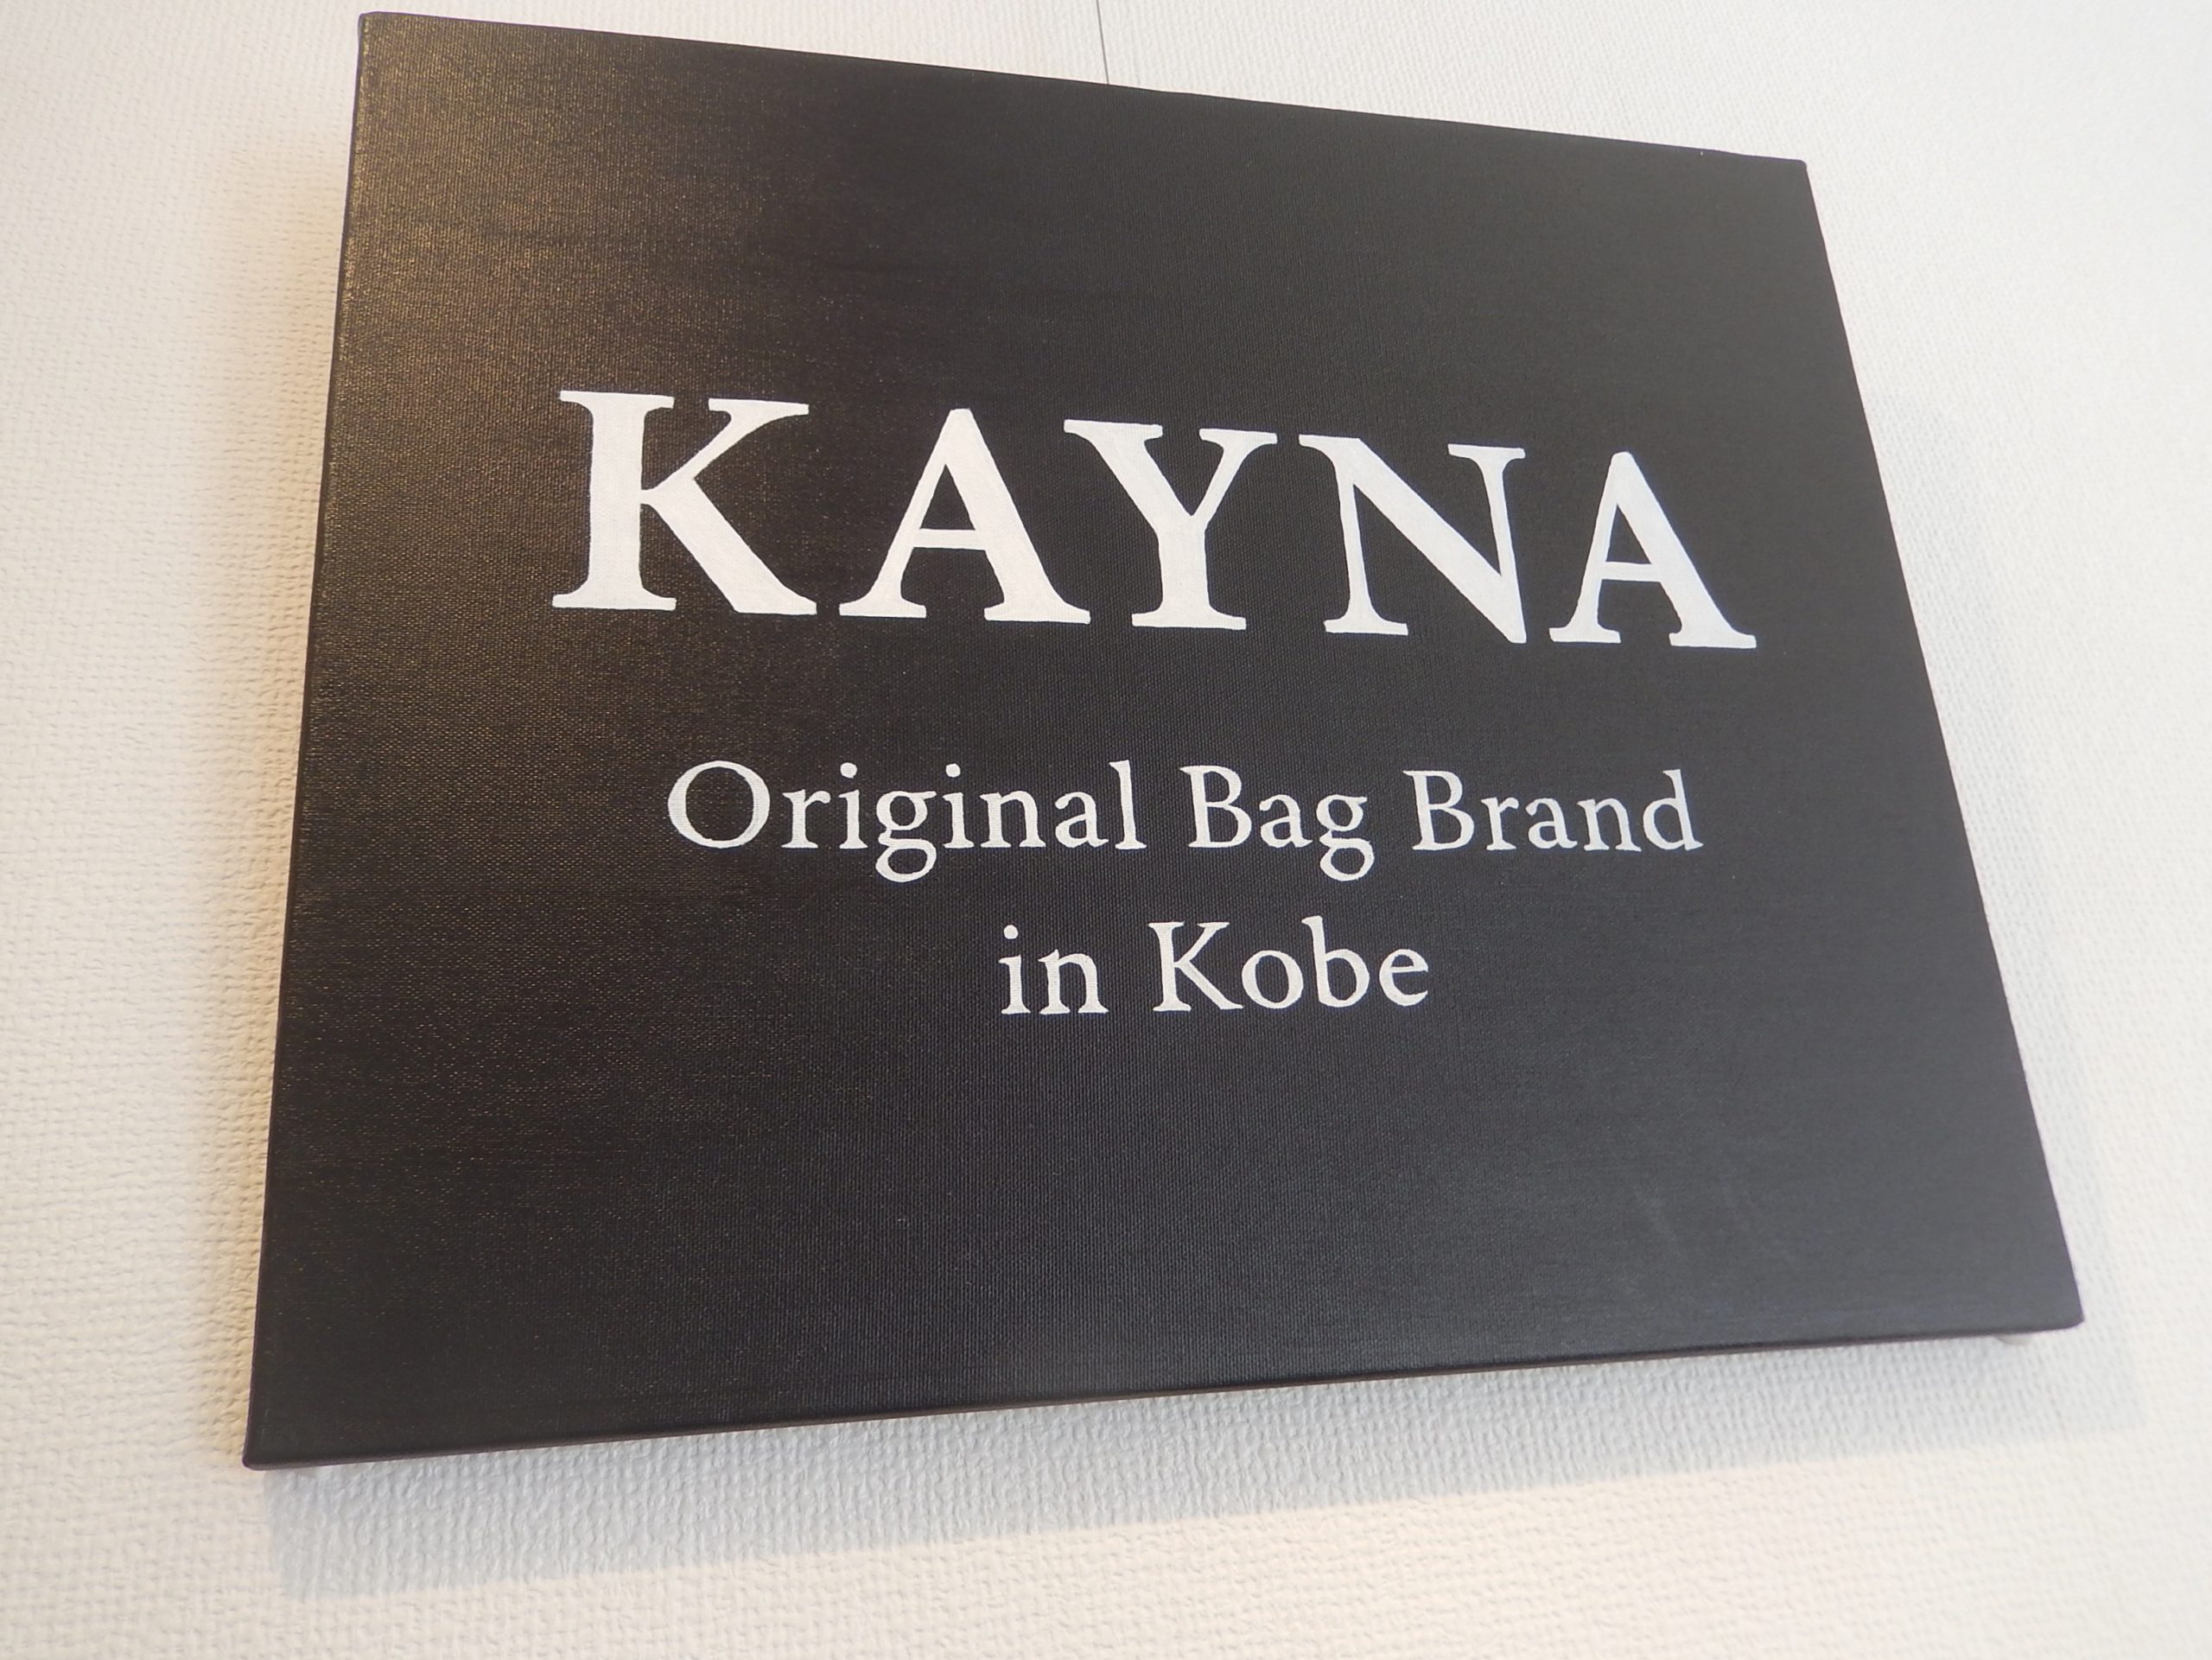 KAYNA
Original Bag Brand
in Kobe